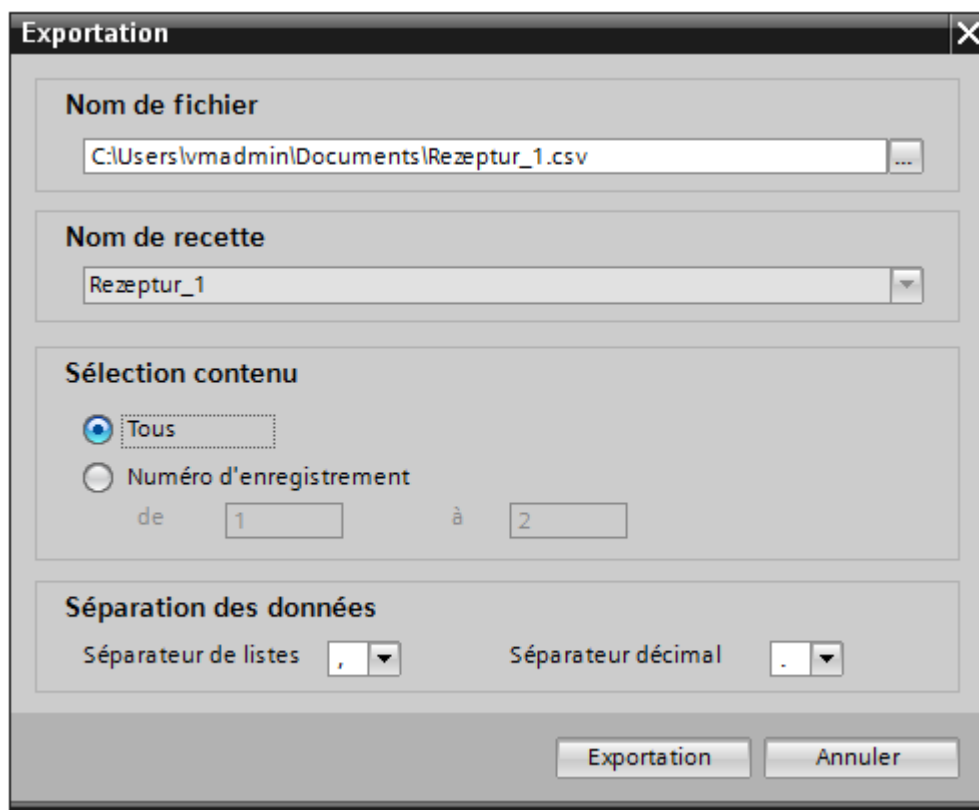 Exportation
Nom de fichier
C:\Users\vmadmin\Documents\Rezeptur_1.csv
...
Nom de recette
Rezeptur_1
Sélection contenu
Tous
Numéro d'enregistrement
de 1 à 2
Séparation des données
Séparateur de listes , Séparateur décimal .
Exportation Annuler